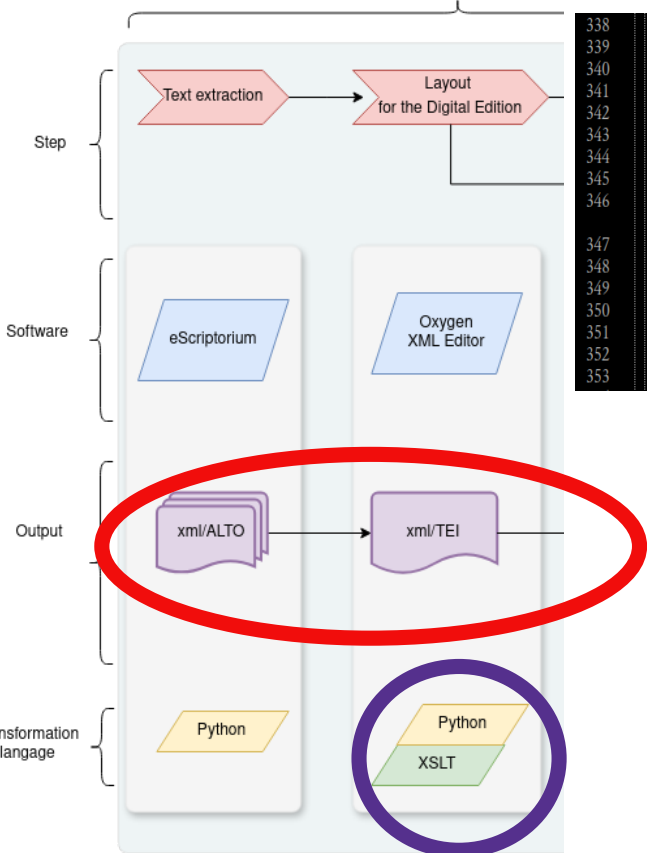 Step
Text extraction
Layout
for the Digital Edition
Software
eScriptorium
Oxygen
XML Editor
Output
xml/ALTO
xml/TEI
nsformation
langage
Python
Python
XSLT
338
339
340
341
342
343
344
345
346
347
348
349
350
351
352
353